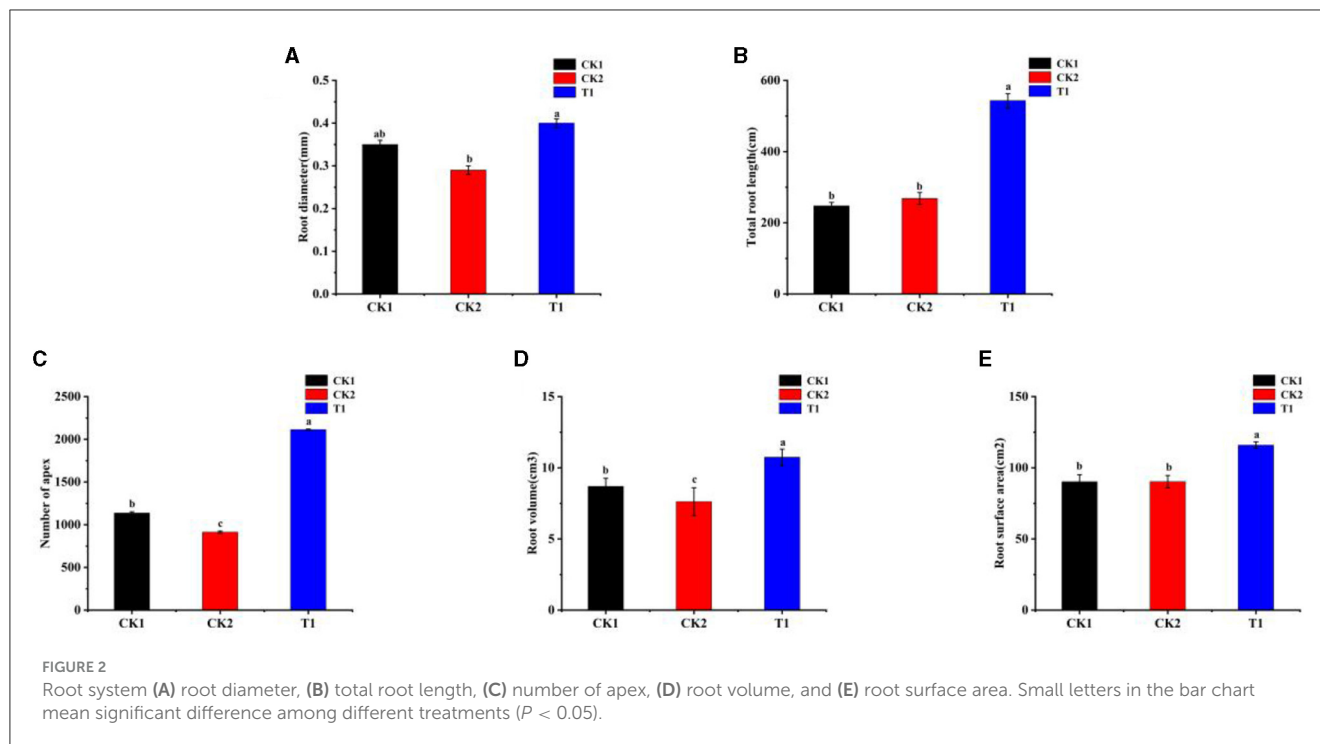 A
CK1
CK2
T1
0.5
0.4
0.3
0.2
0.1
0.0
Root diameter(mm)
ab
b
a
CK1 CK2 T1
B
CK1
CK2
T1
600
400
200
0
Total root length(cm)
b
b
a
CK1 CK2 T1
C
CK1
CK2
T1
2500
2000
1500
1000
500
0
Number of apex
b
c
a
CK1 CK2 T1
D
CK1
CK2
T1
15
10
5
0
Root volume(cm3)
b
c
a
CK1 CK2 T1
E
CK1
CK2
T1
150
100
50
0
Root surface area(cm2)
b
b
a
CK1 CK2 T1
FIGURE 2
Root system (A) root diameter, (B) total root length, (C) number of apex, (D) root volume, and (E) root surface area. Small letters in the bar chart
mean significant difference among different treatments (P < 0.05).